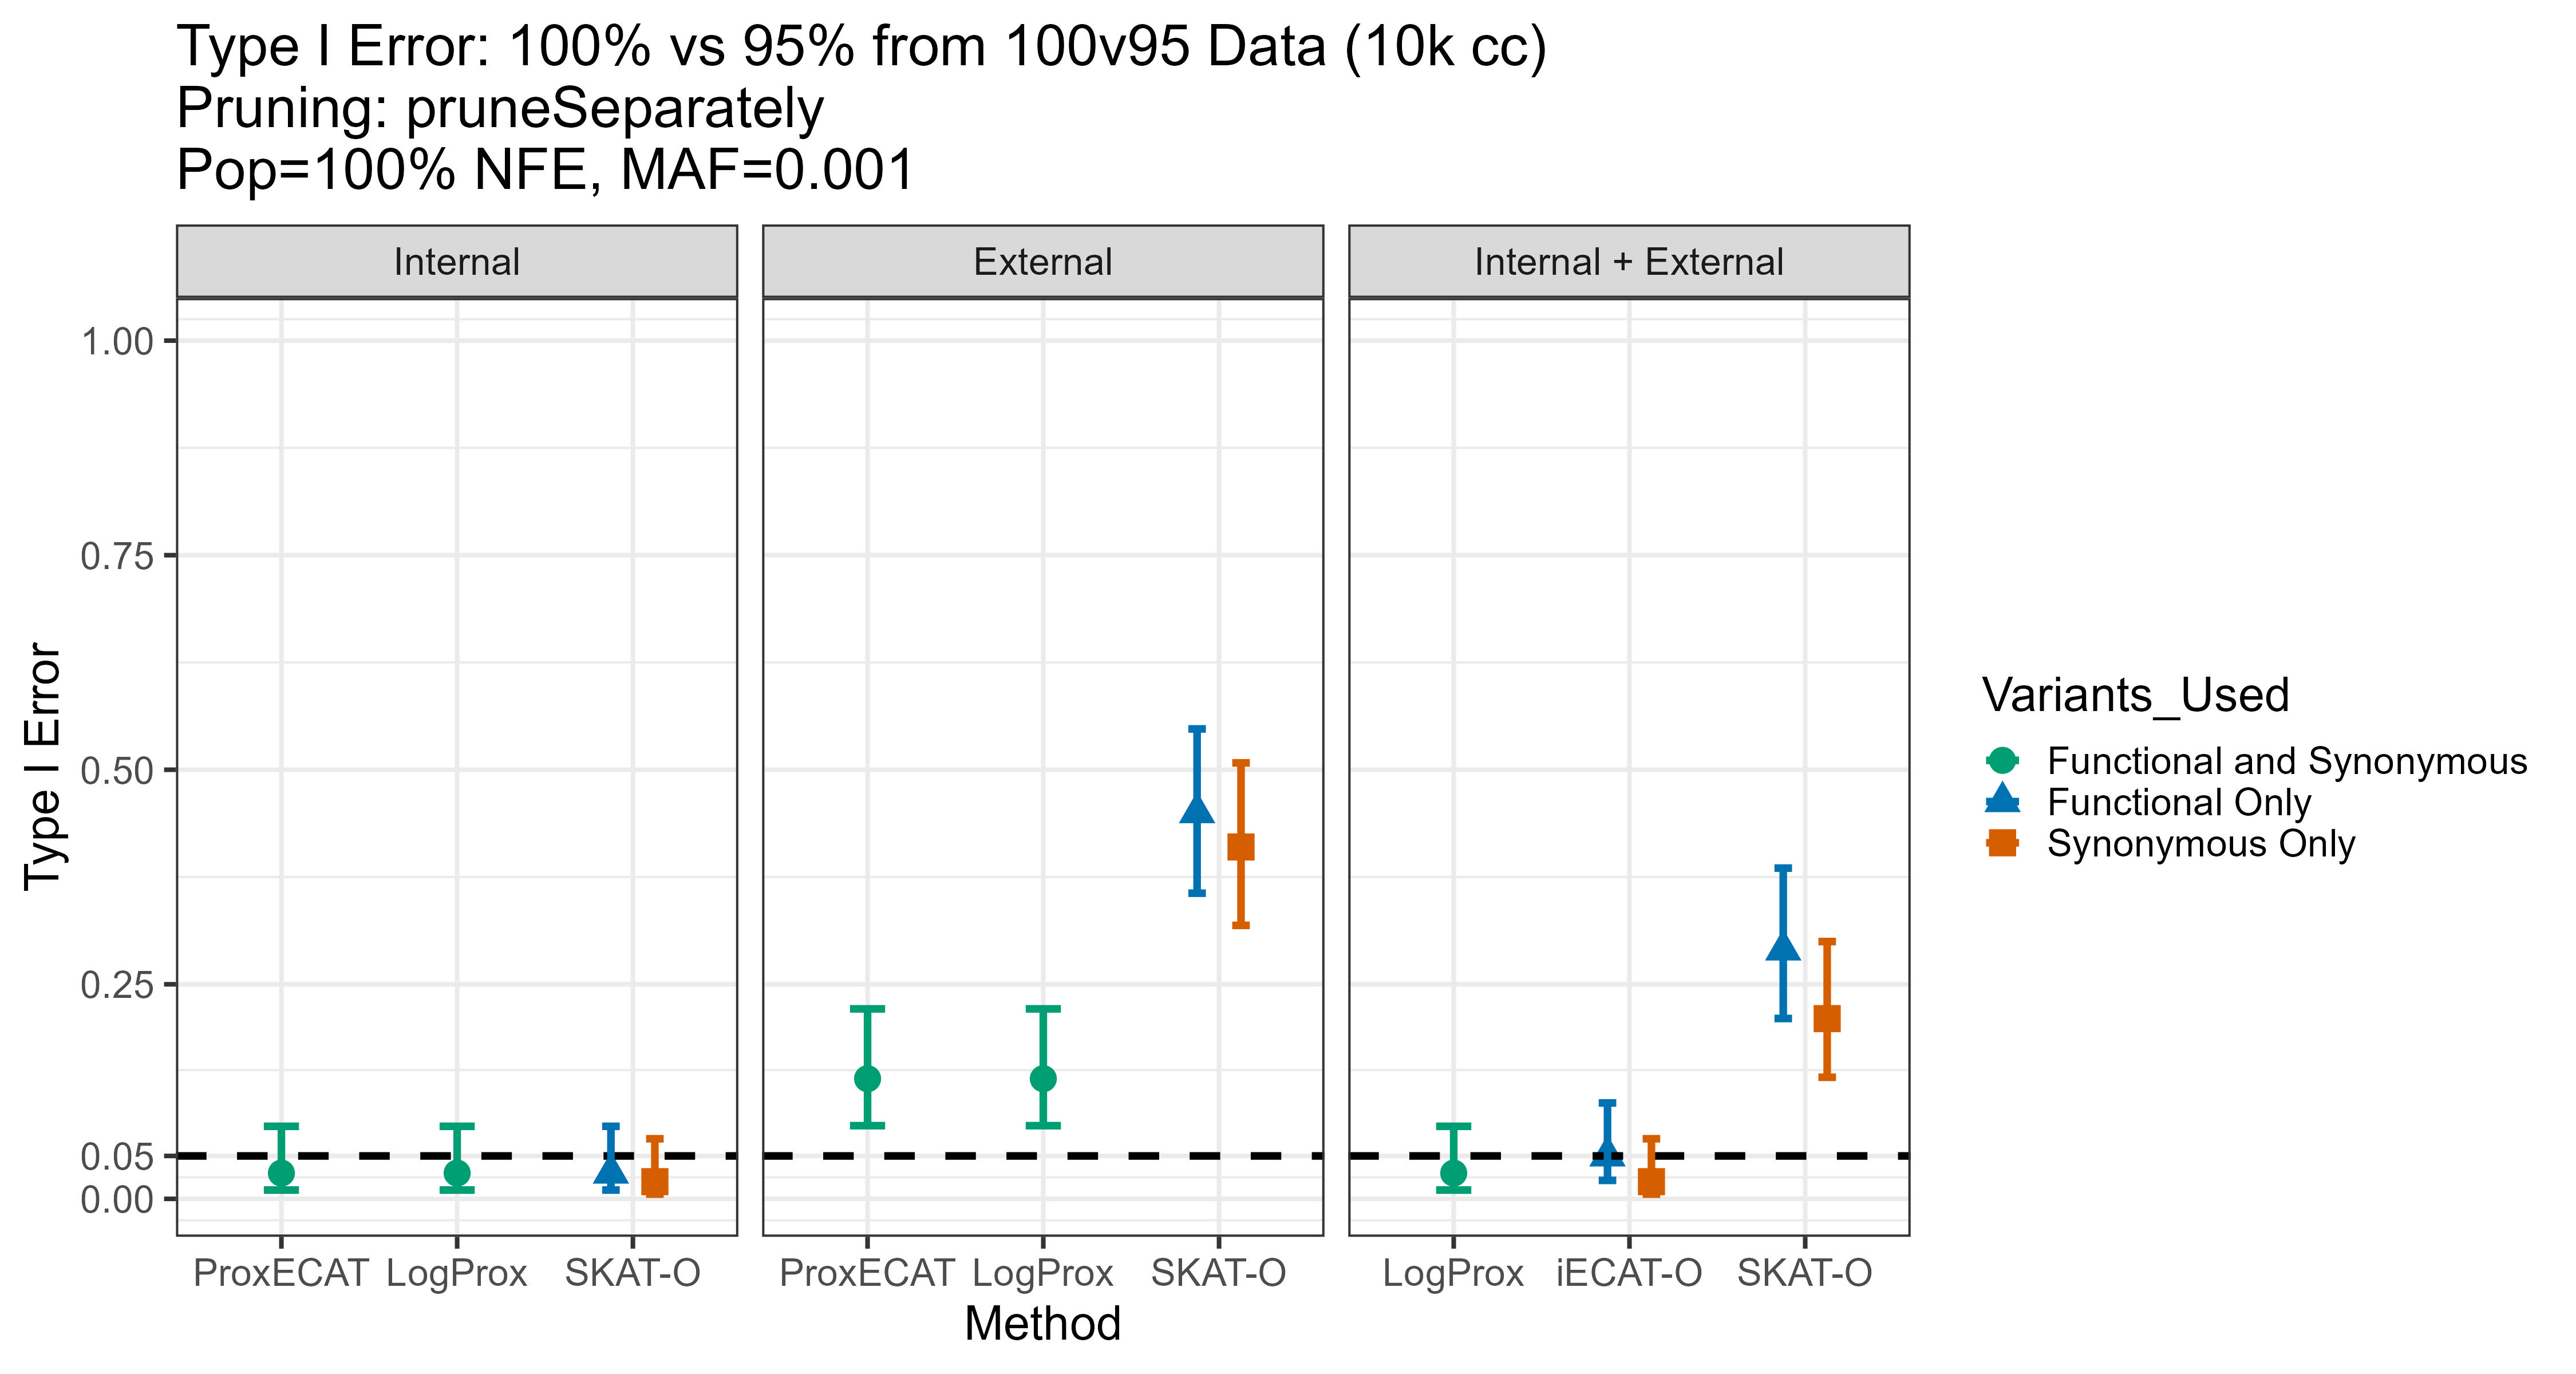 Type I Error: 100% vs 95% from 100v95 Data (10k cc)
Pruning: pruneSeparately
Pop=100% NFE, MAF=0.001
Internal
External
Internal + External
1.00
0.75
0.50
0.25
0.05
0.00
Type I Error
ProxECAT LogProx SKAT-O
ProxECAT LogProx SKAT-O
LogProx iECAT-O SKAT-O
Method
Variants_Used
Functional and Synonymous
Functional Only
Synonymous Only